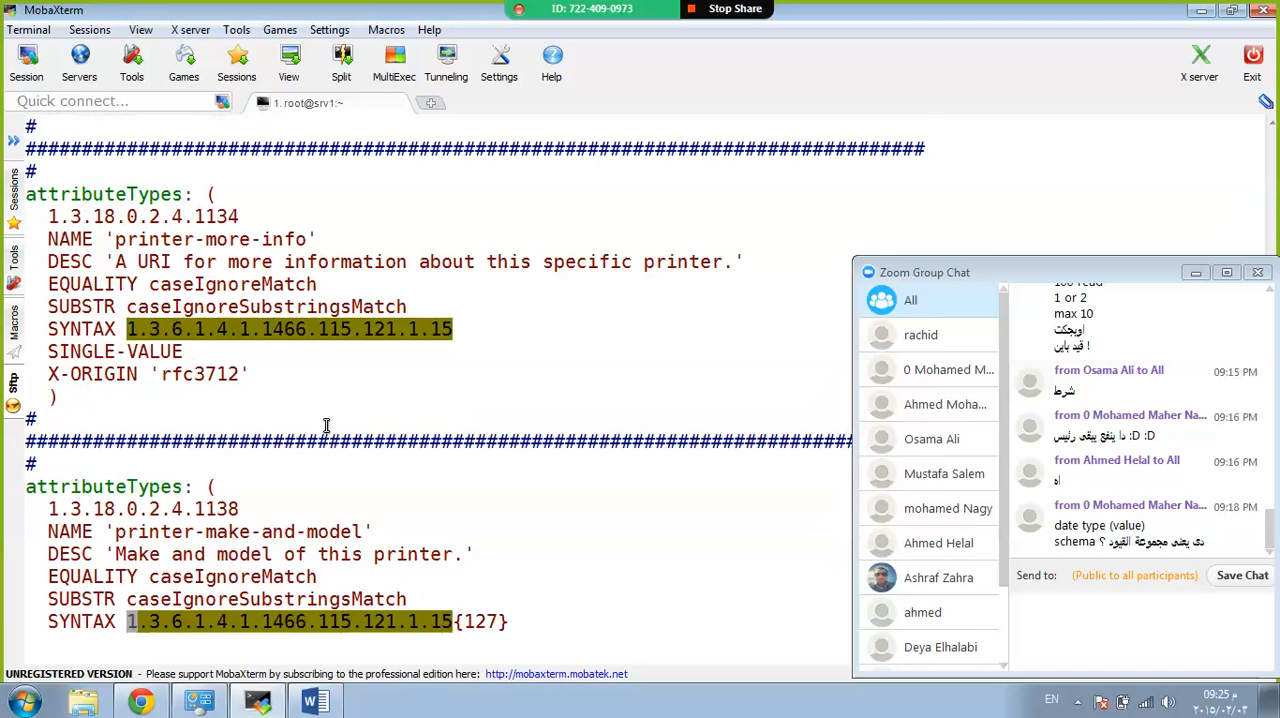 MobaXterm
ID: 722-409-0973
Stop Share
Terminal Sessions View X server Tools Games Settings Macros Help
Session Servers Tools Games Sessions View Split MultiExec Tunneling Settings Help X server Exit
Quick connect...
1. root@srv1:~
Sessions
Tools
Macros
Sftp
#
################################################################################
#
attributeTypes: (
1.3.18.0.2.4.1134
NAME 'printer-more-info'
DESC 'A URI for more information about this specific printer.'
EQUALITY caseIgnoreMatch
SUBSTR caseIgnoreSubstringsMatch
SYNTAX 1.3.6.1.4.1.1466.115.121.1.15
SINGLE-VALUE
X-ORIGIN 'rfc3712'
)
#
##########################################################################
#
attributeTypes: (
1.3.18.0.2.4.1138
NAME 'printer-make-and-model'
DESC 'Make and model of this printer.'
EQUALITY caseIgnoreMatch
SUBSTR caseIgnoreSubstringsMatch
SYNTAX 1.3.6.1.4.1.1466.115.121.1.15{127}
Zoom Group Chat
All
rachid
0 Mohamed M...
Ahmed Moha...
Osama Ali
Mustafa Salem
mohamed Nagy
Ahmed Helal
Ashraf Zahra
ahmed
Deya Elhalabi
100 read
1 or 2
max 10
اوبجكت
قيد باين !
from Osama Ali to All 09:15 PM
شرط
from 0 Mohamed Maher Na... 09:16 PM
دا ينفع يبقى رئيس :D :D
from Ahmed Helal to All 09:16 PM
اه
from 0 Mohamed Maher Na... 09:18 PM
date type (value)
دى يعنى مجموعة القيود ؟ schema
Send to: (Public to all participants) Save Chat
UNREGISTERED VERSION - Please support MobaXterm by subscribing to the professional edition here: http://mobaxterm.mobatek.net
EN
09:25 م
٢٠١٥/٠٢/٠٣